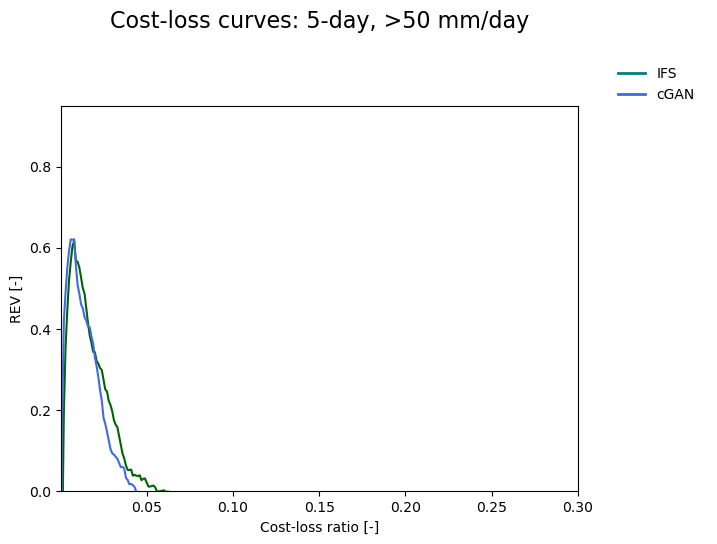 Cost-loss curves: 5-day, >50 mm/day
IFS
cGAN
0.8
0.6
0.4
0.2
0.0
REV [-]
0.05 0.10 0.15 0.20 0.25 0.30
Cost-loss ratio [-]